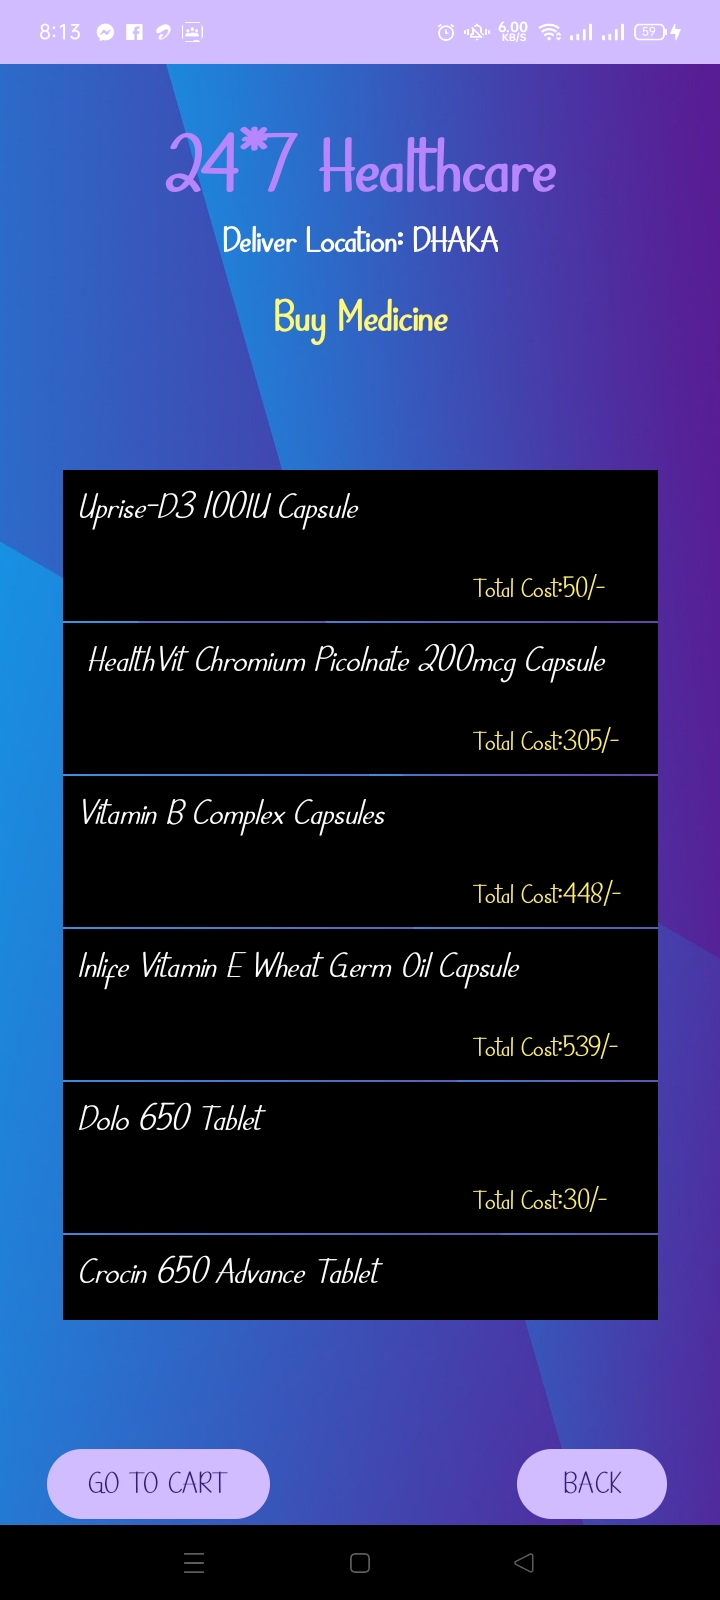 8:13 6.00 KB/S 59
24*7 Healthcare
Deliver Location: DHAKA
Buy Medicine
Uprise-D3 1001U Capsule
Total Cost:50/-
HealthVit Chromium Picolnate 200mcg Capsule
Total Cost:305/-
Vitamin B Complex Capsules
Total Cost:448/-
Inlife Vitamin E Wheat Germ Oil Capsule
Total Cost:539/-
Dolo 650 Tablet
Total Cost:30/-
Crocin 650 Advance Tablet
GO TO CART BACK